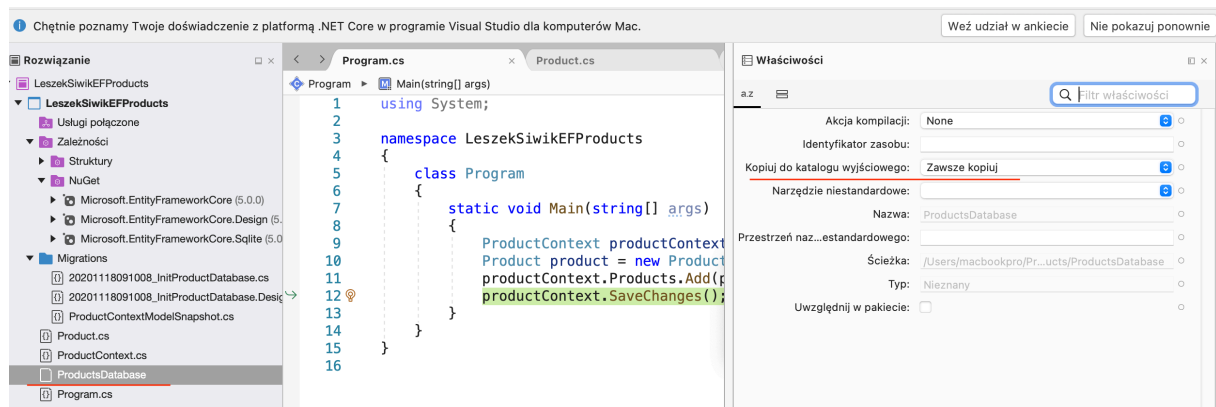 Chętnie poznamy Twoje doświadczenie z platformą .NET Core w programie Visual Studio dla komputerów Mac.
Weź udział w ankiecie
Nie pokazuj ponownie
Rozwiązanie
LeszekSiwikEFProducts
LeszekSiwikEFProducts
Usługi połączone
Zależności
Struktury
NuGet
Microsoft.EntityFrameworkCore (5.0.0)
Microsoft.EntityFrameworkCore.Design (5.
Microsoft.EntityFrameworkCore.Sqlite (5.0
Migrations
20201118091008_InitProductDatabase.cs
20201118091008_InitProductDatabase.Desig
ProductContextModelSnapshot.cs
Product.cs
ProductContext.cs
ProductsDatabase
Program.cs
Program.cs
Product.cs
Program
Main(string[] args)
1 using System;
2
3 namespace LeszekSiwikEFProducts
4 {
5 class Program
6 {
7 static void Main(string[] args)
8 {
9 ProductContext productContext
10 Product product = new Product
11 productContext.Products.Add(p
12 productContext.SaveChanges();
13 }
14 }
15 }
16
Właściwości
a.z
Filtr właściwości
Akcja kompilacji: None
Identyfikator zasobu:
Kopiuj do katalogu wyjściowego: Zawsze kopiuj
Narzędzie niestandardowe:
Nazwa: ProductsDatabase
Przestrzeń naz...estandardowego:
Ścieżka: /Users/macbookpro/Pr...ucts/ProductsDatabase
Typ: Nieznany
Uwzględnij w pakiecie: